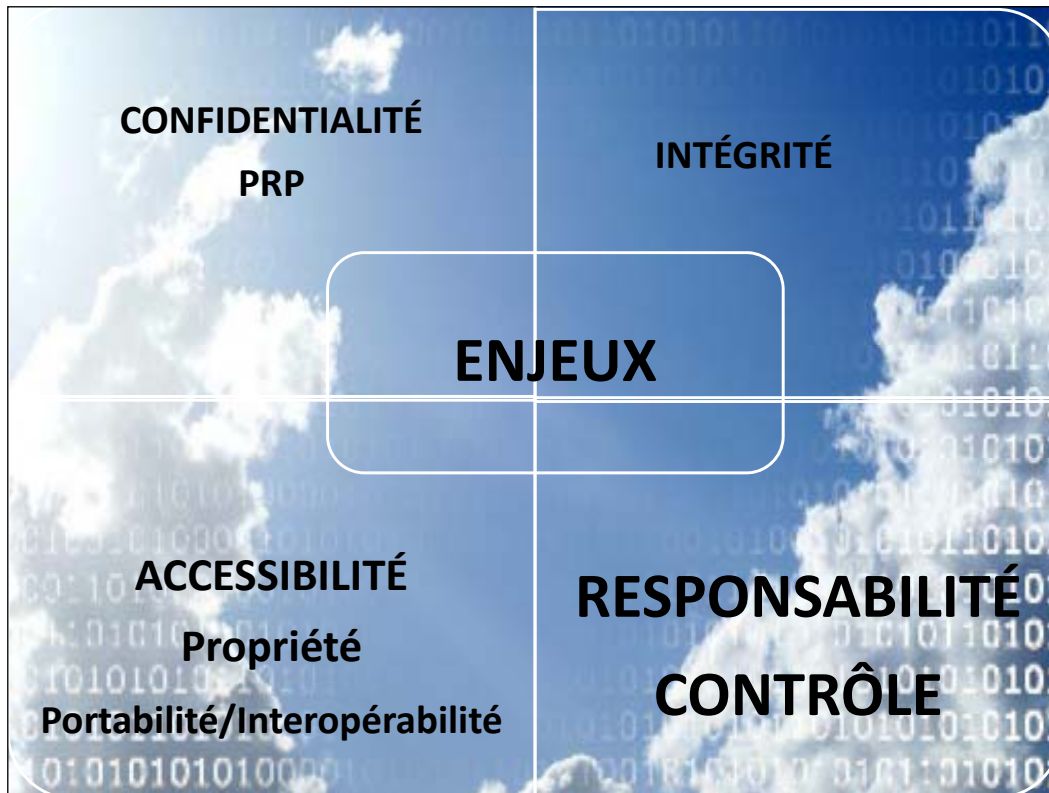 CONFIDENTIALITÉ
PRP
INTÉGRITÉ
ENJEUX
ACCESSIBILITÉ
Propriété
Portabilité/Interopérabilité
RESPONSABILITÉ
CONTRÔLE